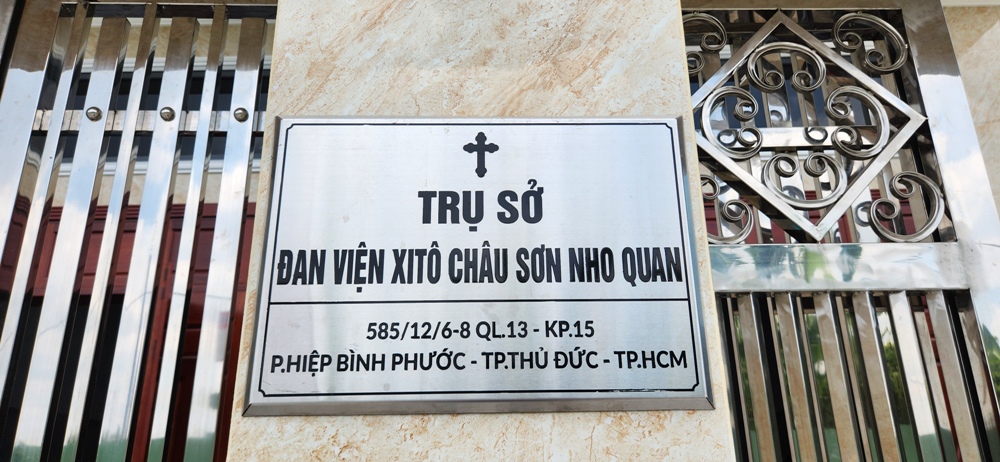 TRỤ SỞ
ĐAN VIỆN XITÔ CHÂU SƠN NHO QUAN
585/12/6-8 QL.13 - KP.15
P.HIỆP BÌNH PHƯỚC - TP.THỦ ĐỨC - TP.HCM